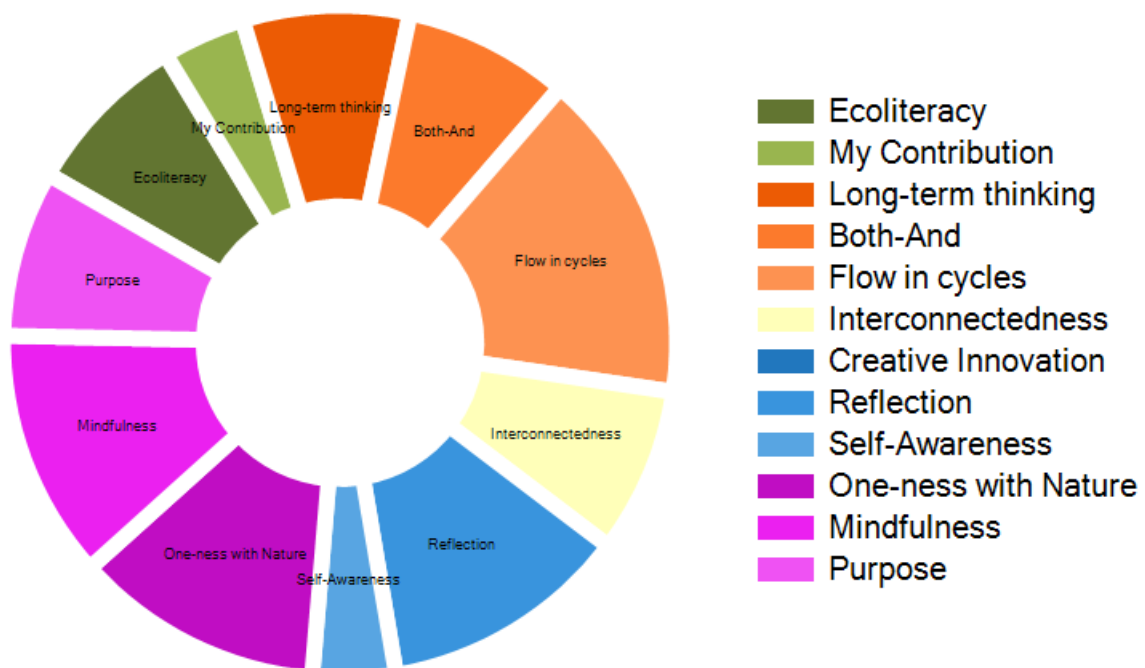 Long-term thinking
My Contribution
Both-And
Ecoliteracy
Flow in cycles
Purpose
Mindfulness
Interconnectedness
Reflection
One-ness with Nature
Self-Awareness
Ecoliteracy
My Contribution
Long-term thinking
Both-And
Flow in cycles
Interconnectedness
Creative Innovation
Reflection
Self-Awareness
One-ness with Nature
Mindfulness
Purpose